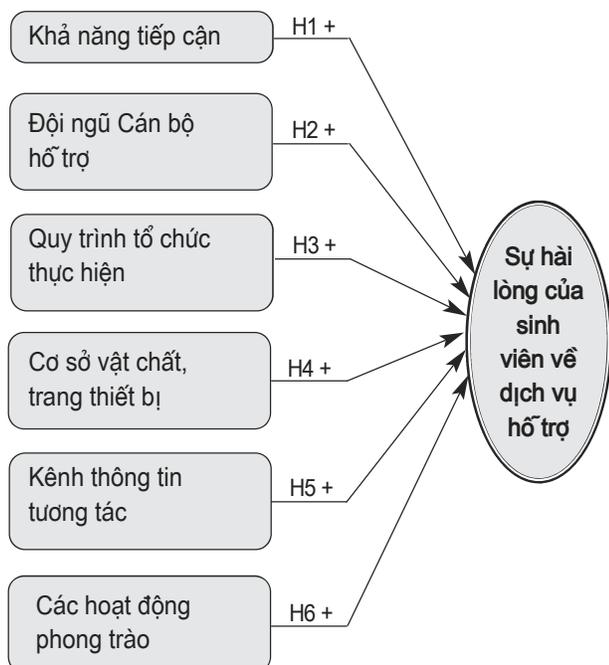 Khả năng tiếp cận
H1 +
Đội ngũ Cán bộ
hỗ trợ
H2 +
Quy trình tổ chức
thực hiện
H3 +
Cơ sở vật chất,
trang thiết bị
H4 +
Kênh thông tin
tương tác
H5 +
Các hoạt động
phong trào
H6 +
Sự hài
lòng của
sinh
viên về
dịch vụ
hỗ trợ